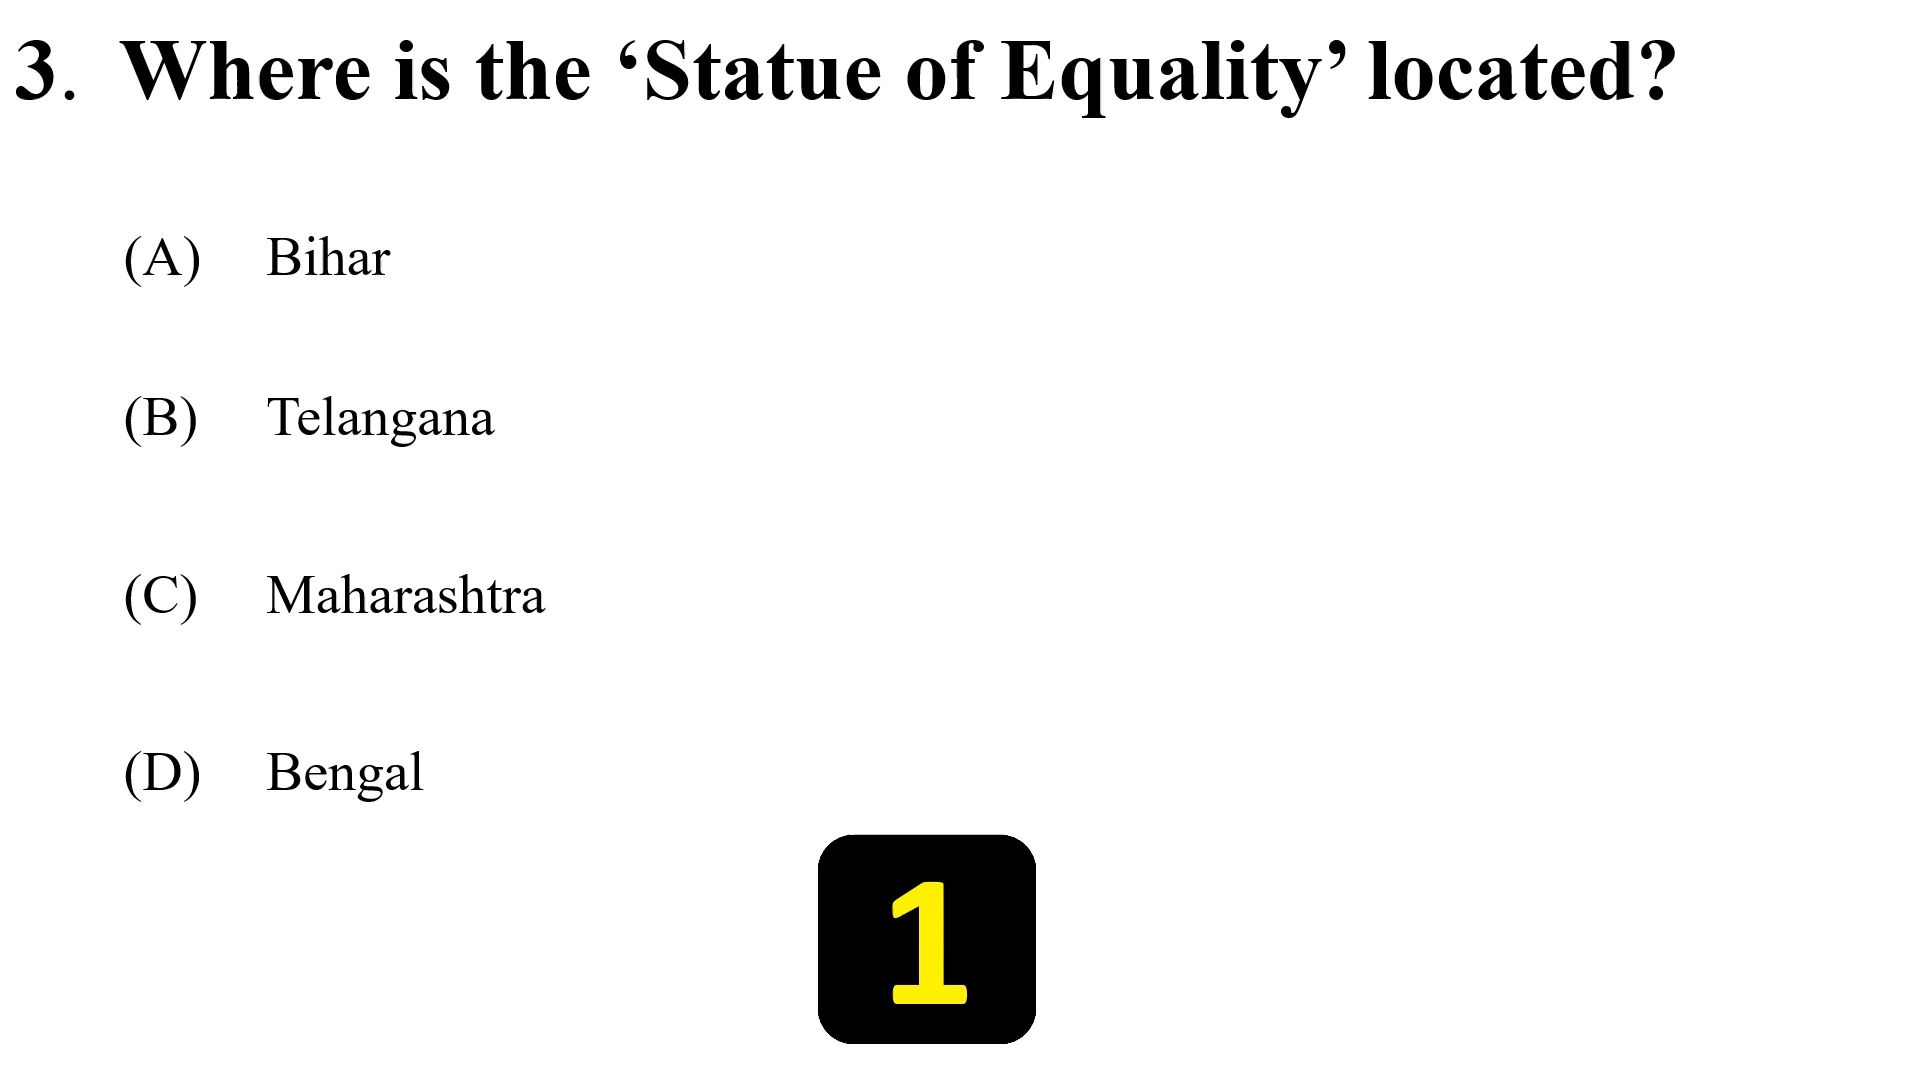 3. Where is the ‘Statue of Equality’ located?
(A) Bihar
(B) Telangana
(C) Maharashtra
(D) Bengal
1